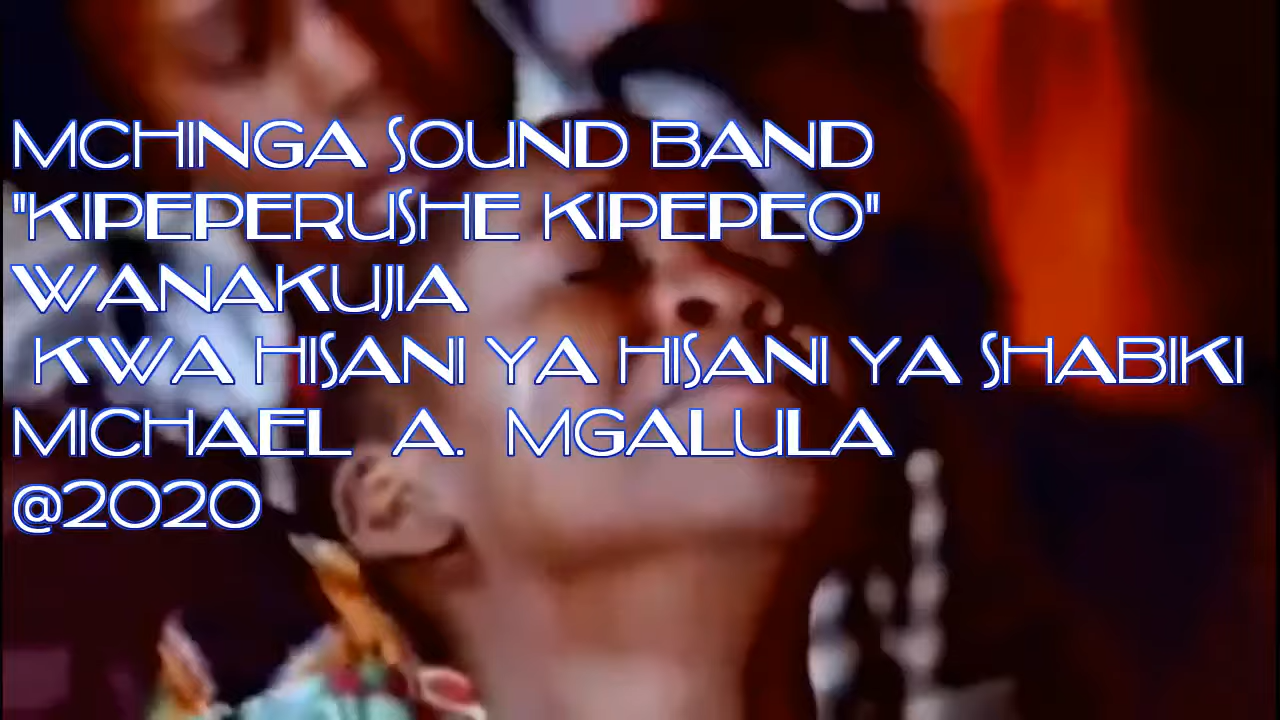 MCHINGA SOUND BAND
"KIPEPERUSHE KIPEPEO"
WANAKUJIA
KWA HISANI YA HISANI YA SHABIKI
MICHAEL A. MGALULA
@2020